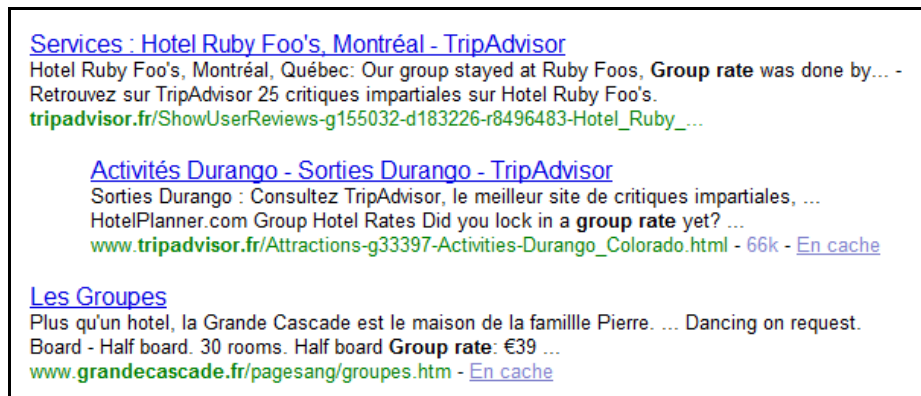 Services : Hotel Ruby Foo's, Montréal - TripAdvisor
Hotel Ruby Foo's, Montréal, Québec: Our group stayed at Ruby Foos, Group rate was done by... -
Retrouvez sur TripAdvisor 25 critiques impartiales sur Hotel Ruby Foo's.
tripadvisor.fr/ShowUserReviews-g155032-d183226-r8496483-Hotel_Ruby_...
Activités Durango - Sorties Durango - TripAdvisor
Sorties Durango : Consultez TripAdvisor, le meilleur site de critiques impartiales, ...
HotelPlanner.com Group Hotel Rates Did you lock in a group rate yet? ...
www.tripadvisor.fr/Attractions-g33397-Activities-Durango_Colorado.html - 66k - En cache
Les Groupes
Plus qu'un hotel, la Grande Cascade est le maison de la famillle Pierre. ... Dancing on request.
Board - Half board. 30 rooms. Half board Group rate: €39 ...
www.grandecascade.fr/pagesang/groupes.htm - En cache